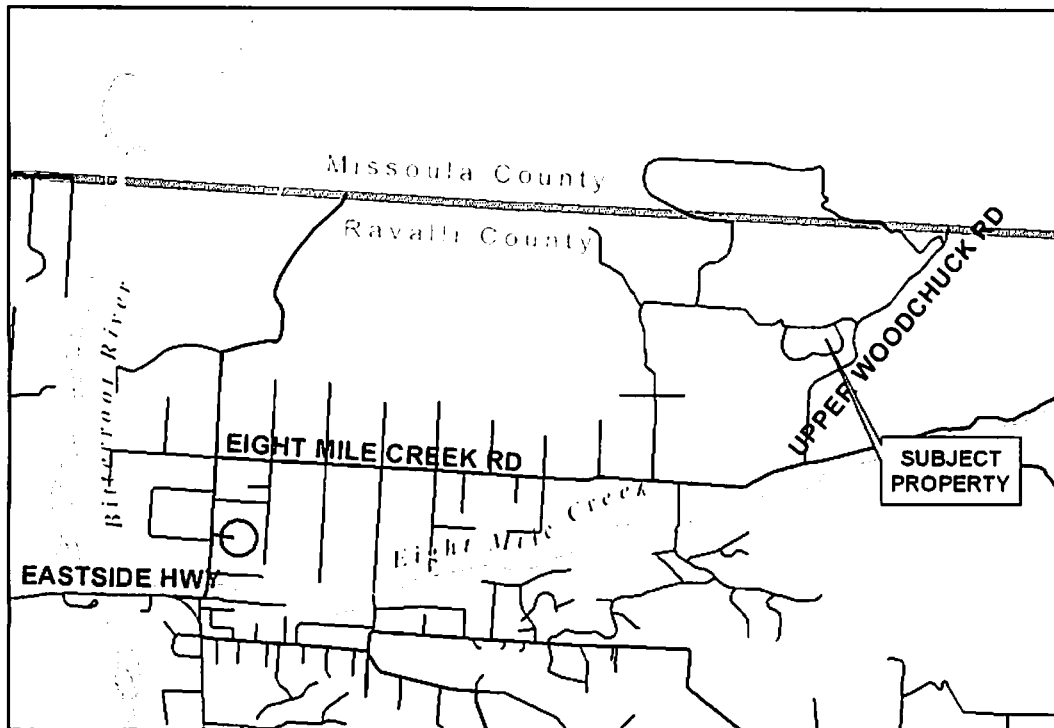 Missoula County
Ravalli County
UPPER WOODCHUCK RD
Bitterroot River
EIGHT MILE CREEK RD
SUBJECT
PROPERTY
Eight Mile Creek
EASTSIDE HWY